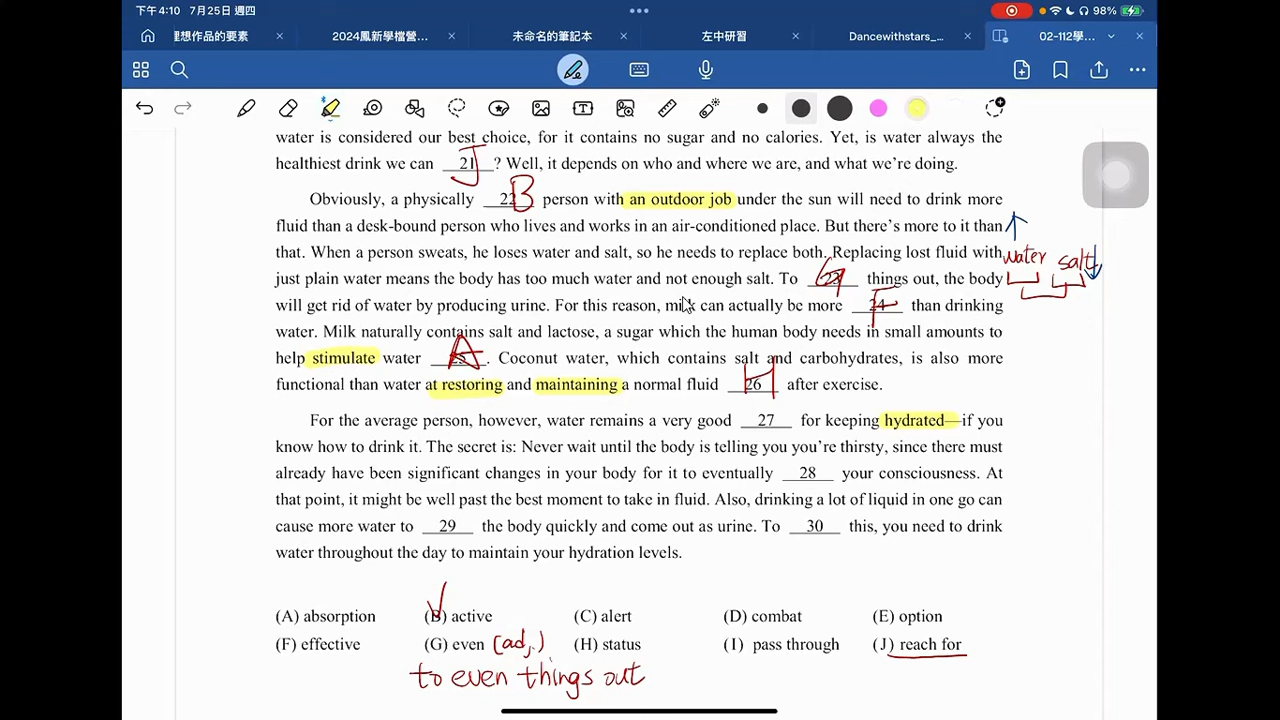 下午4:10 7月25日 週四
98%
理想作品的要素
2024鳳新學檔營...
未命名的筆記本
左中研習
Dancewithstars_...
02-112學...
water is considered our best choice, for it contains no sugar and no calories. Yet, is water always the
healthiest drink we can 21 J ? Well, it depends on who and where we are, and what we're doing.
Obviously, a physically 22 B person with an outdoor job under the sun will need to drink more
fluid than a desk-bound person who lives and works in an air-conditioned place. But there's more to it than
that. When a person sweats, he loses water and salt, so he needs to replace both. Replacing lost fluid with
water salt
just plain water means the body has too much water and not enough salt. To 23 G things out, the body
will get rid of water by producing urine. For this reason, milk can actually be more 24 F than drinking
water. Milk naturally contains salt and lactose, a sugar which the human body needs in small amounts to
help stimulate water 25 A . Coconut water, which contains salt and carbohydrates, is also more
functional than water at restoring and maintaining a normal fluid 26 H after exercise.
For the average person, however, water remains a very good 27 for keeping hydrated—if you
know how to drink it. The secret is: Never wait until the body is telling you you're thirsty, since there must
already have been significant changes in your body for it to eventually 28 your consciousness. At
that point, it might be well past the best moment to take in fluid. Also, drinking a lot of liquid in one go can
cause more water to 29 the body quickly and come out as urine. To 30 this, you need to drink
water throughout the day to maintain your hydration levels.
(A) absorption (B) active (C) alert (D) combat (E) option
(F) effective (G) even (adj.) (H) status (I) pass through (J) reach for
to even things out